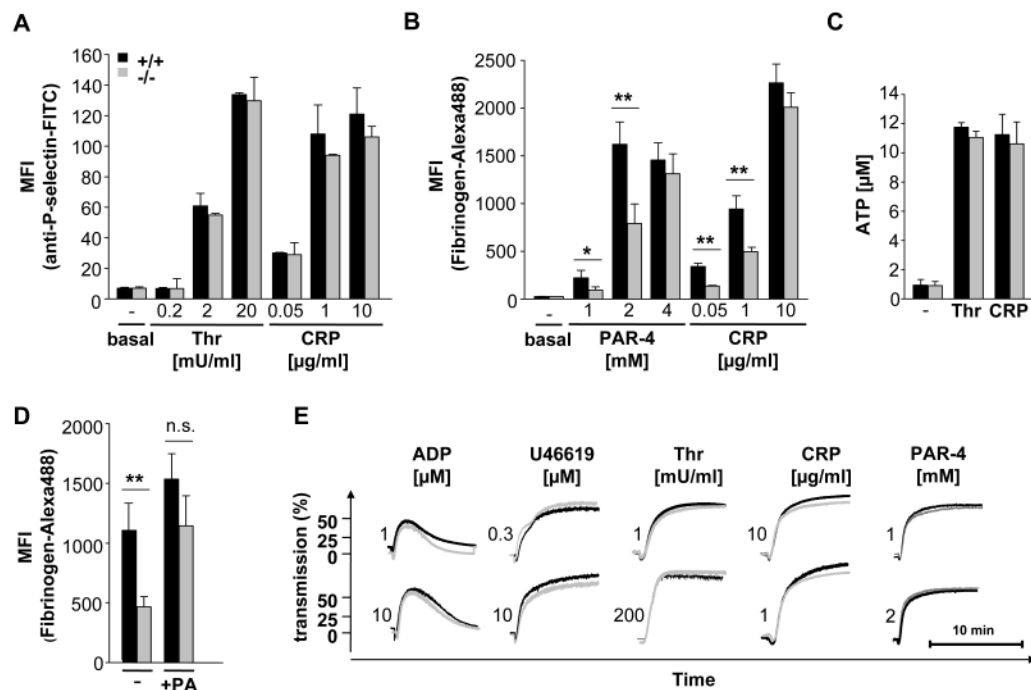 A
+/+
-/-
MFI
(anti-P-selectin-FITC)
160
140
120
100
80
60
40
20
0
- 0.2 2 20 0.05 1 10
basal Thr CRP
[mU/ml] [µg/ml]
B
MFI
(Fibrinogen-Alexa488)
2500
2000
1500
1000
500
0
* ** ** **
- 1 2 4 0.05 1 10
basal PAR-4 CRP
[mM] [µg/ml]
C
ATP [µM]
14
12
10
8
6
4
2
0
- Thr CRP
D
MFI
(Fibrinogen-Alexa488)
2000
1500
1000
500
0
** n.s.
- +PA
E
ADP U46619 Thr CRP PAR-4
[µM] [µM] [mU/ml] [µg/ml] [mM]
transmission (%)
50
25
0
1 0.3 1 10 1
50
25
0
10 10 200 1 2
10 min
Time